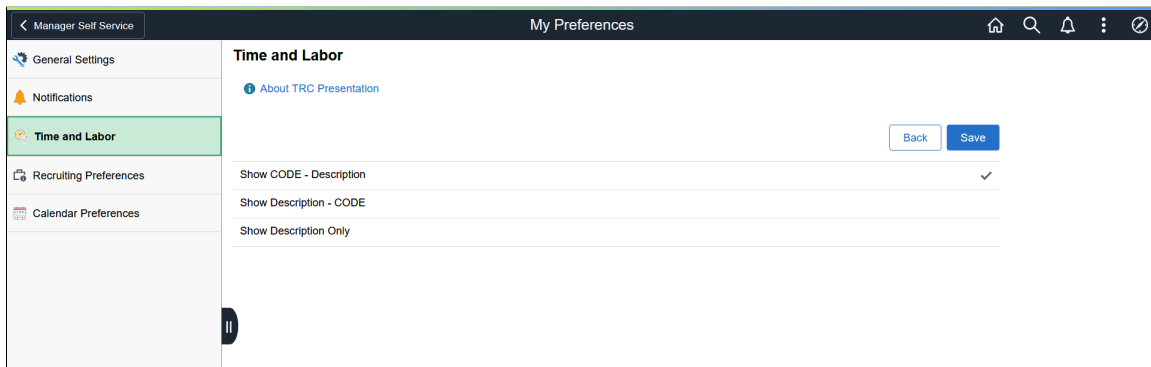 Manager Self Service
My Preferences
General Settings
Notifications
Time and Labor
Recruiting Preferences
Calendar Preferences
Time and Labor
About TRC Presentation
Back
Save
Show CODE - Description
Show Description - CODE
Show Description Only